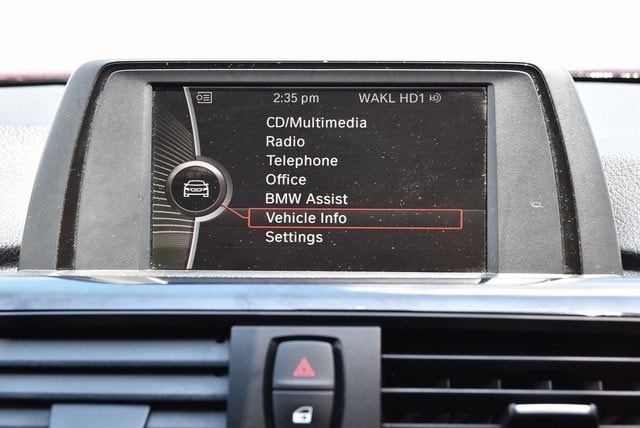 2:35 pm WAKL HD1
CD/Multimedia
Radio
Telephone
Office
BMW Assist
Vehicle Info
Settings